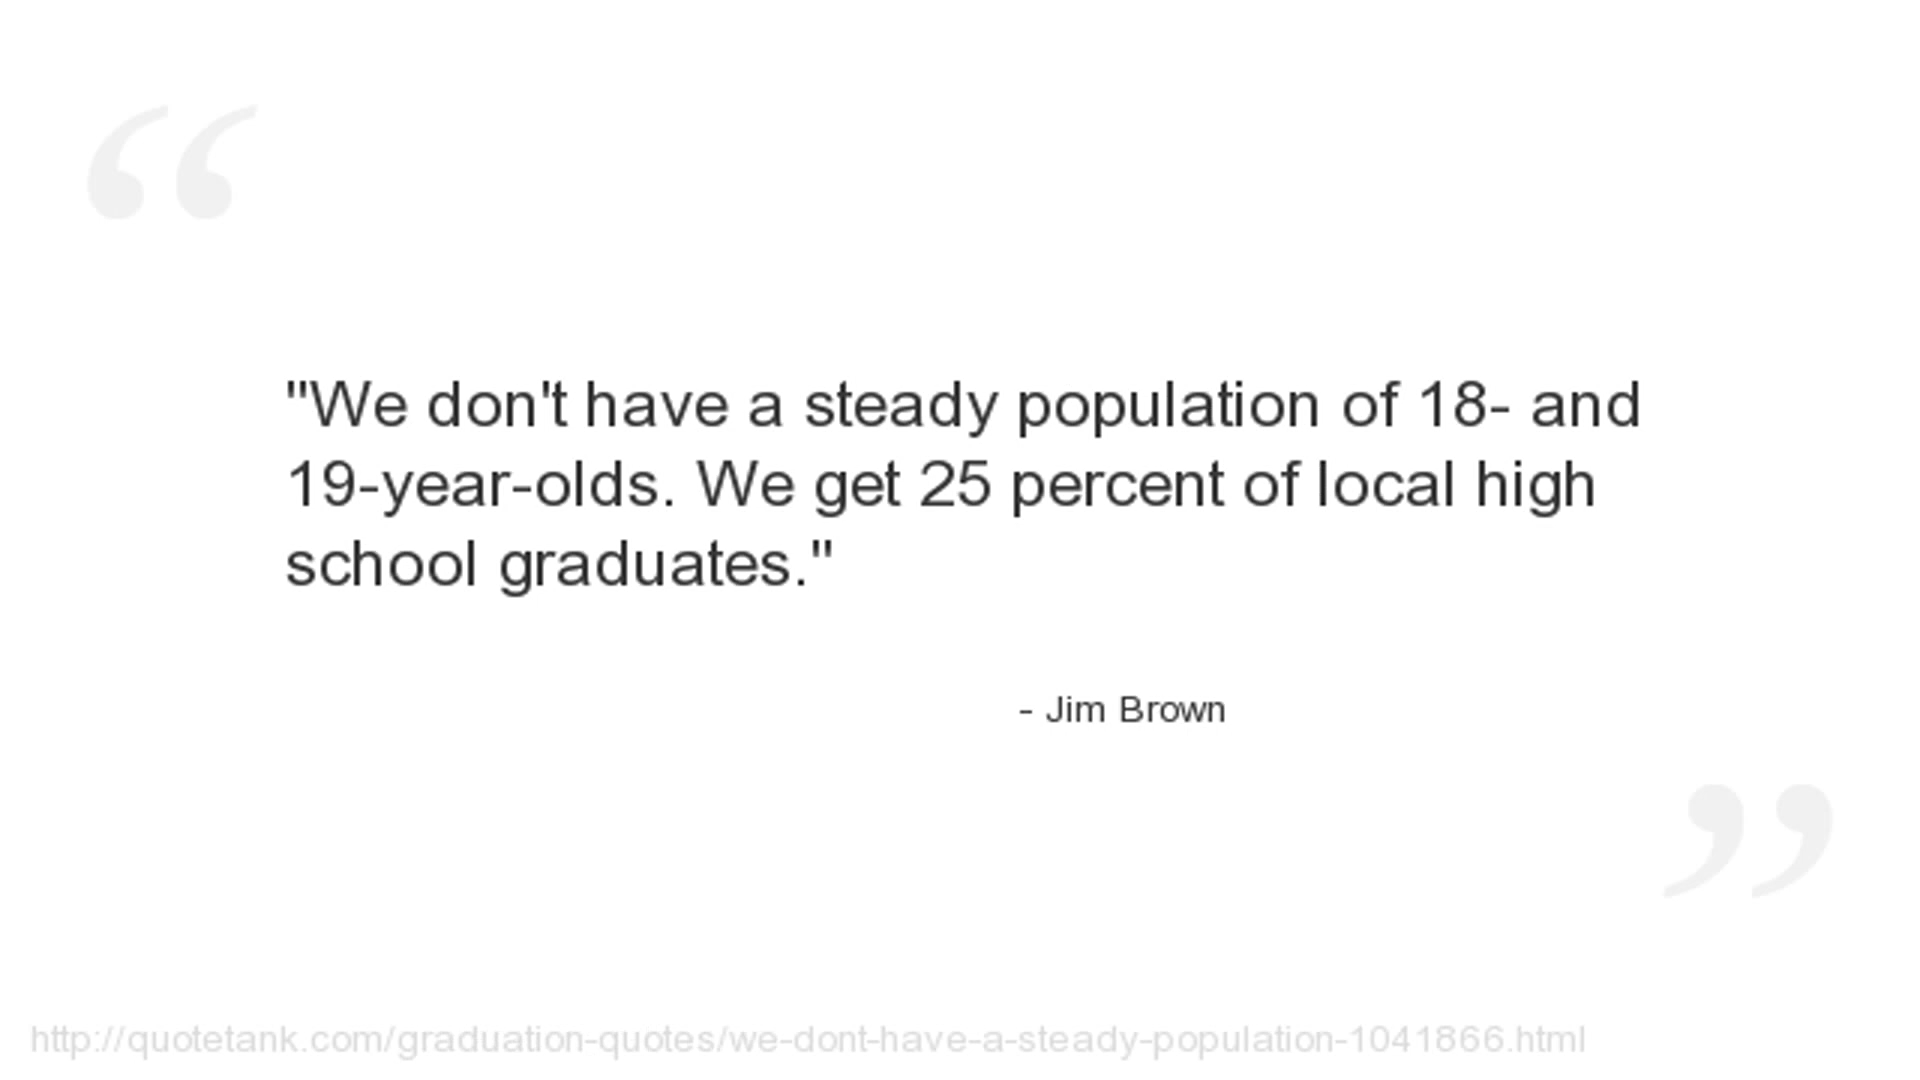 "We don't have a steady population of 18- and
19-year-olds. We get 25 percent of local high
school graduates."
- Jim Brown
http://quotetank.com/graduation-quotes/we-dont-have-a-steady-population-1041866.html